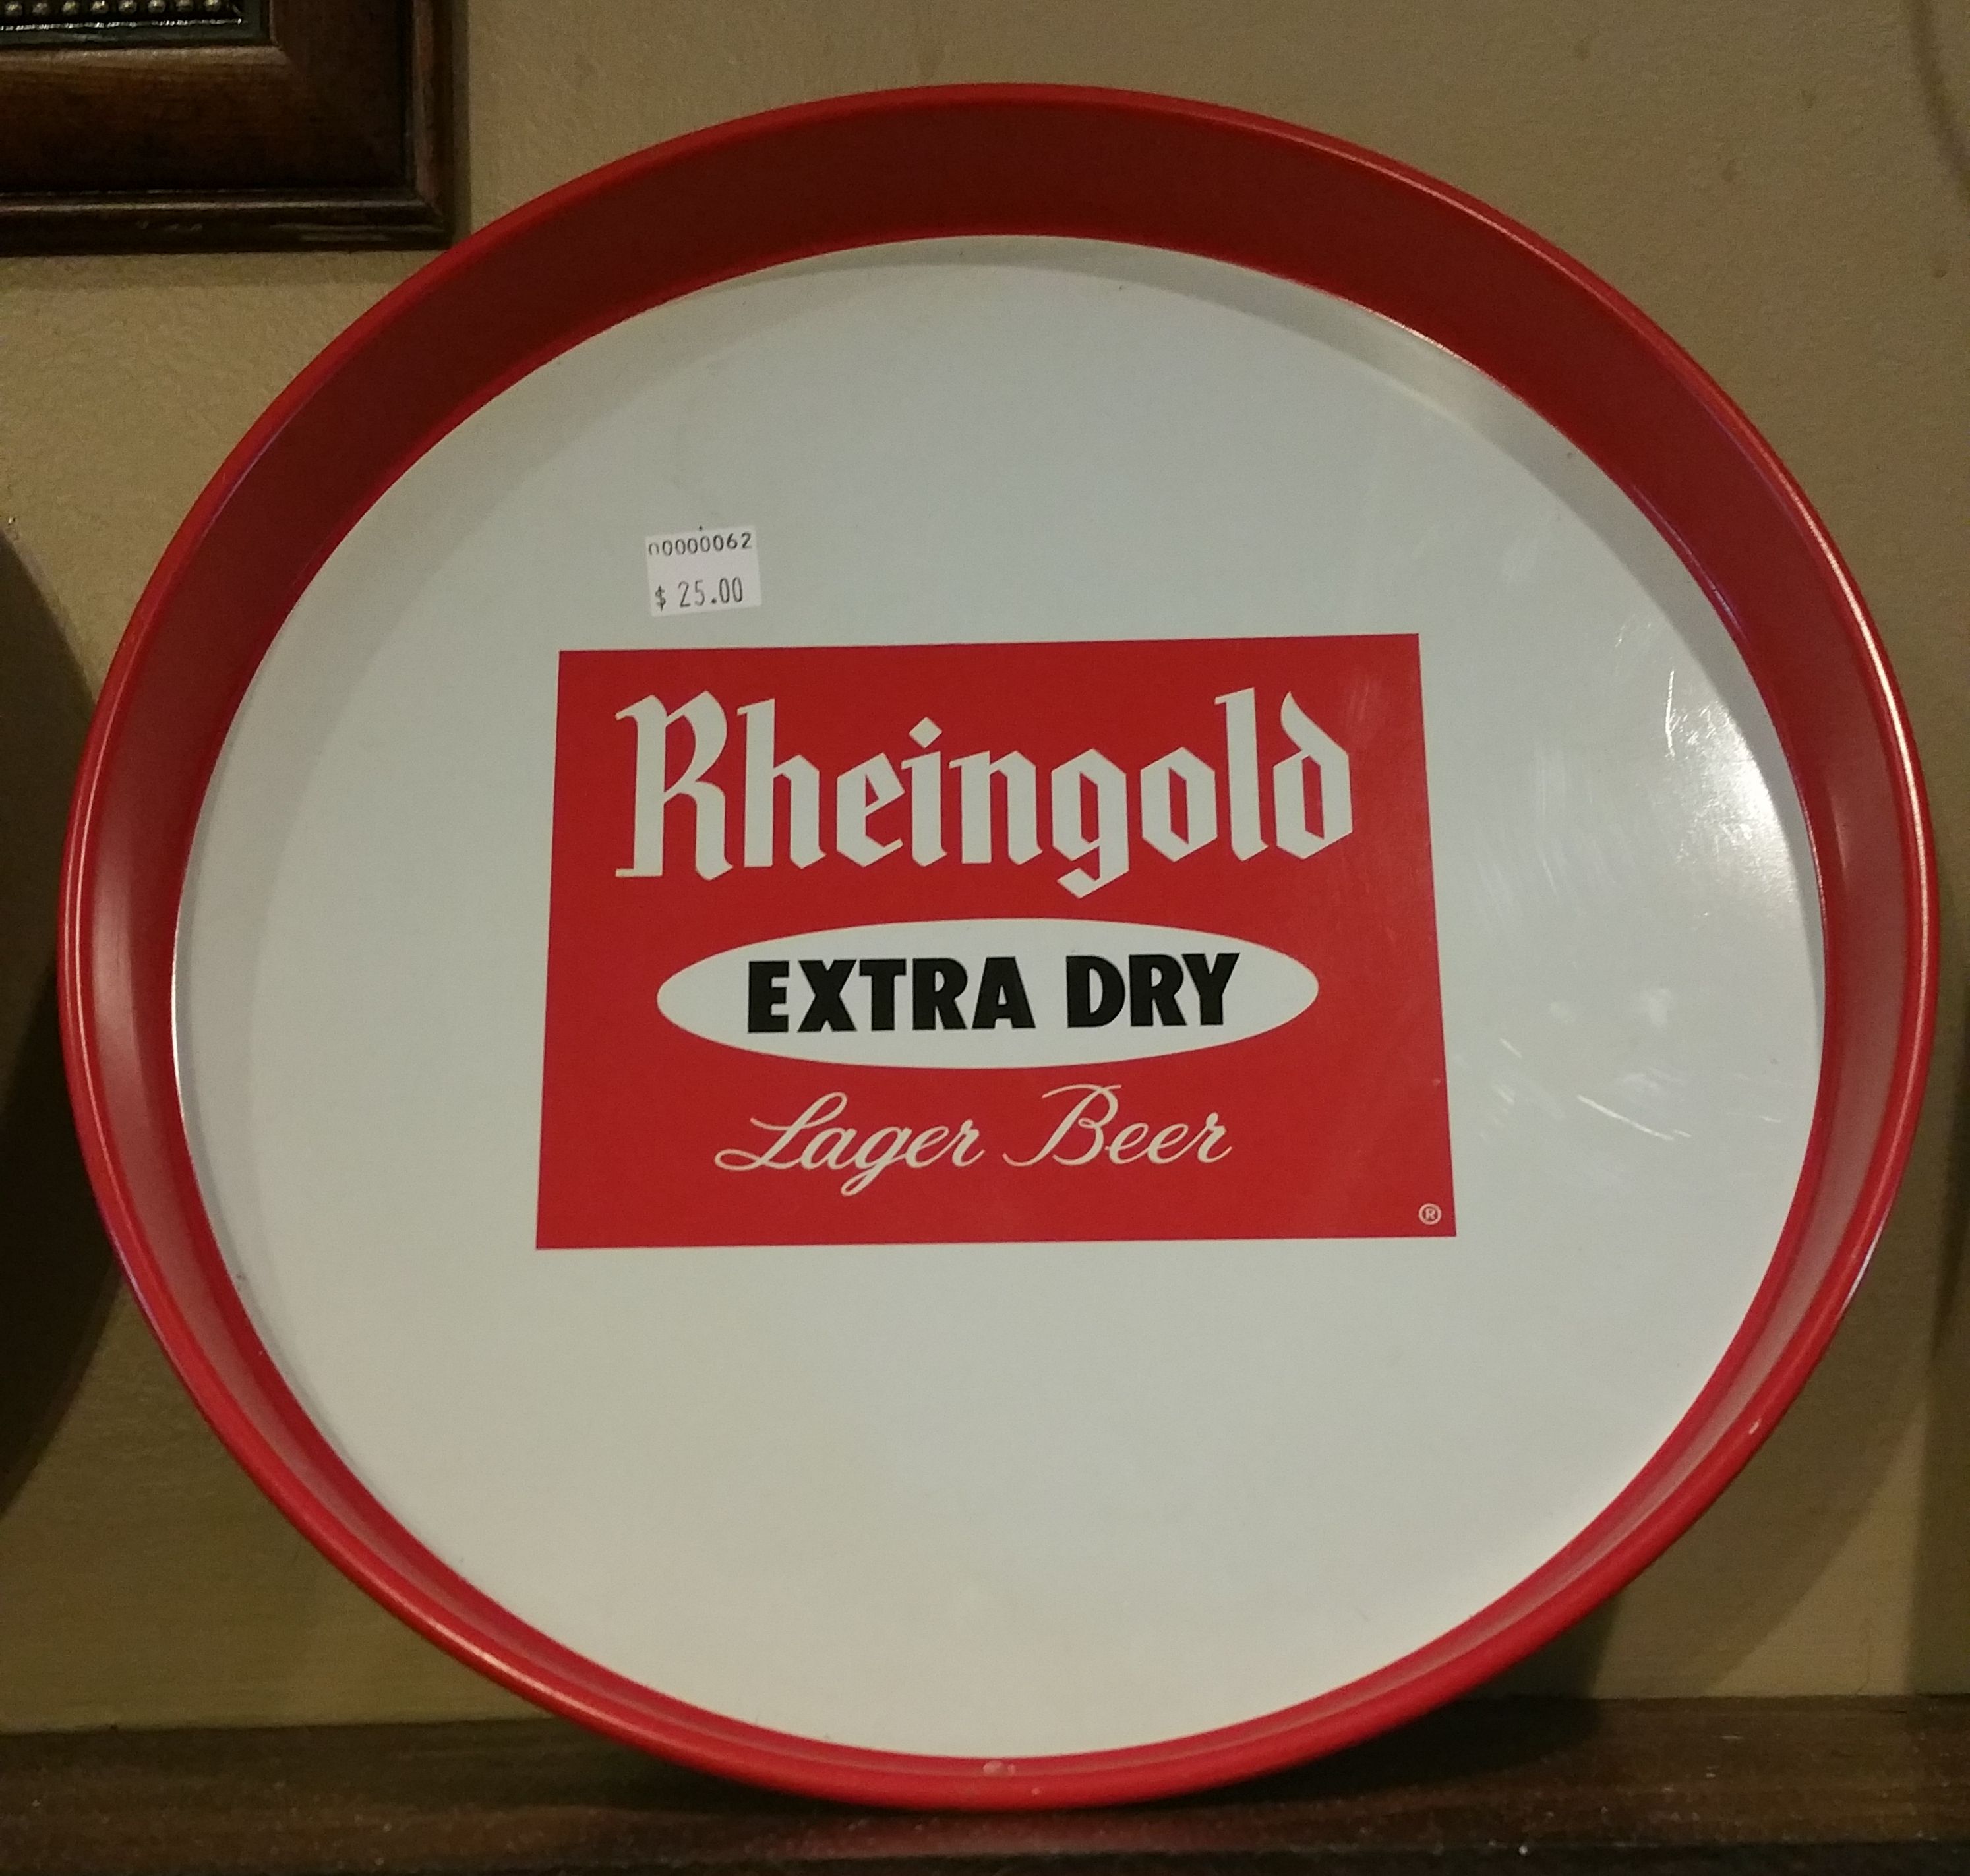 00000062
$ 25.00
Rheingold
EXTRA DRY
Lager Beer
®